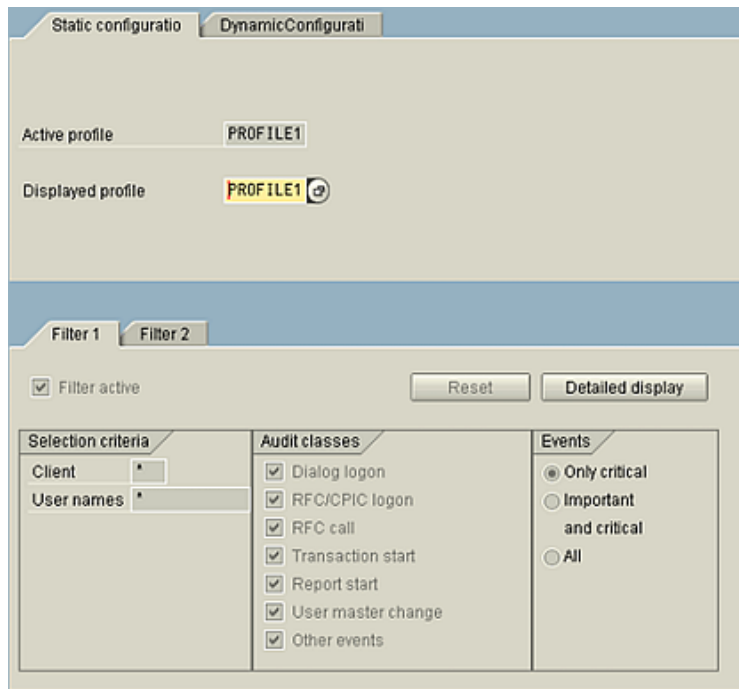 Static configuratio DynamicConfigurati
Active profile PROFILE1
Displayed profile PROFILE1
Filter 1 Filter 2
Filter active Reset Detailed display
Selection criteria Audit classes Events
Client * Dialog logon Only critical
User names * RFC/CPIC logon Important
RFC call and critical
Transaction start All
Report start
User master change
Other events